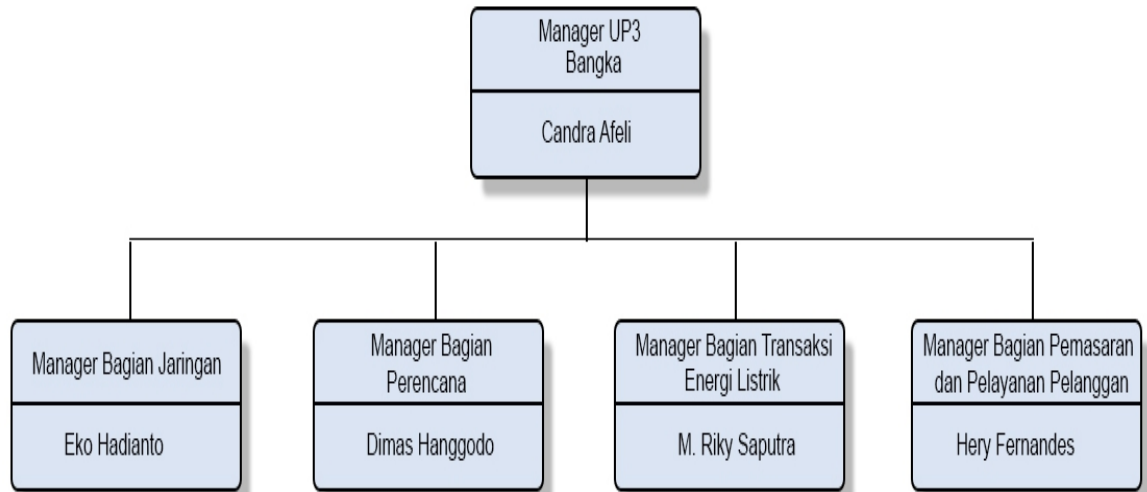 Manager UP3
Bangka
Candra Afeli
Manager Bagian Jaringan
Eko Hadianto
Manager Bagian
Perencana
Dimas Hanggodo
Manager Bagian Transaksi
Energi Listrik
M. Riky Saputra
Manager Bagian Pemasaran
dan Pelayanan Pelanggan
Hery Fernandes